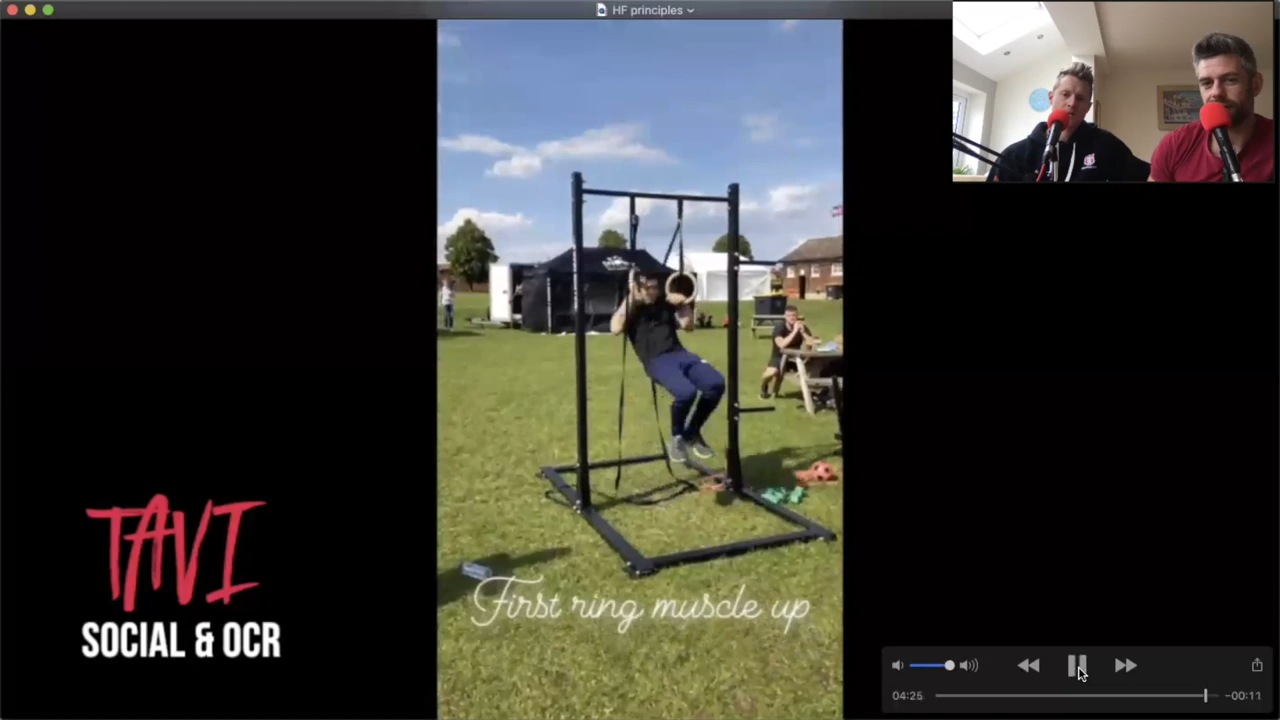 HF principles
First ring muscle up
TAVI
SOCIAL & OCR
04:25
-00:11